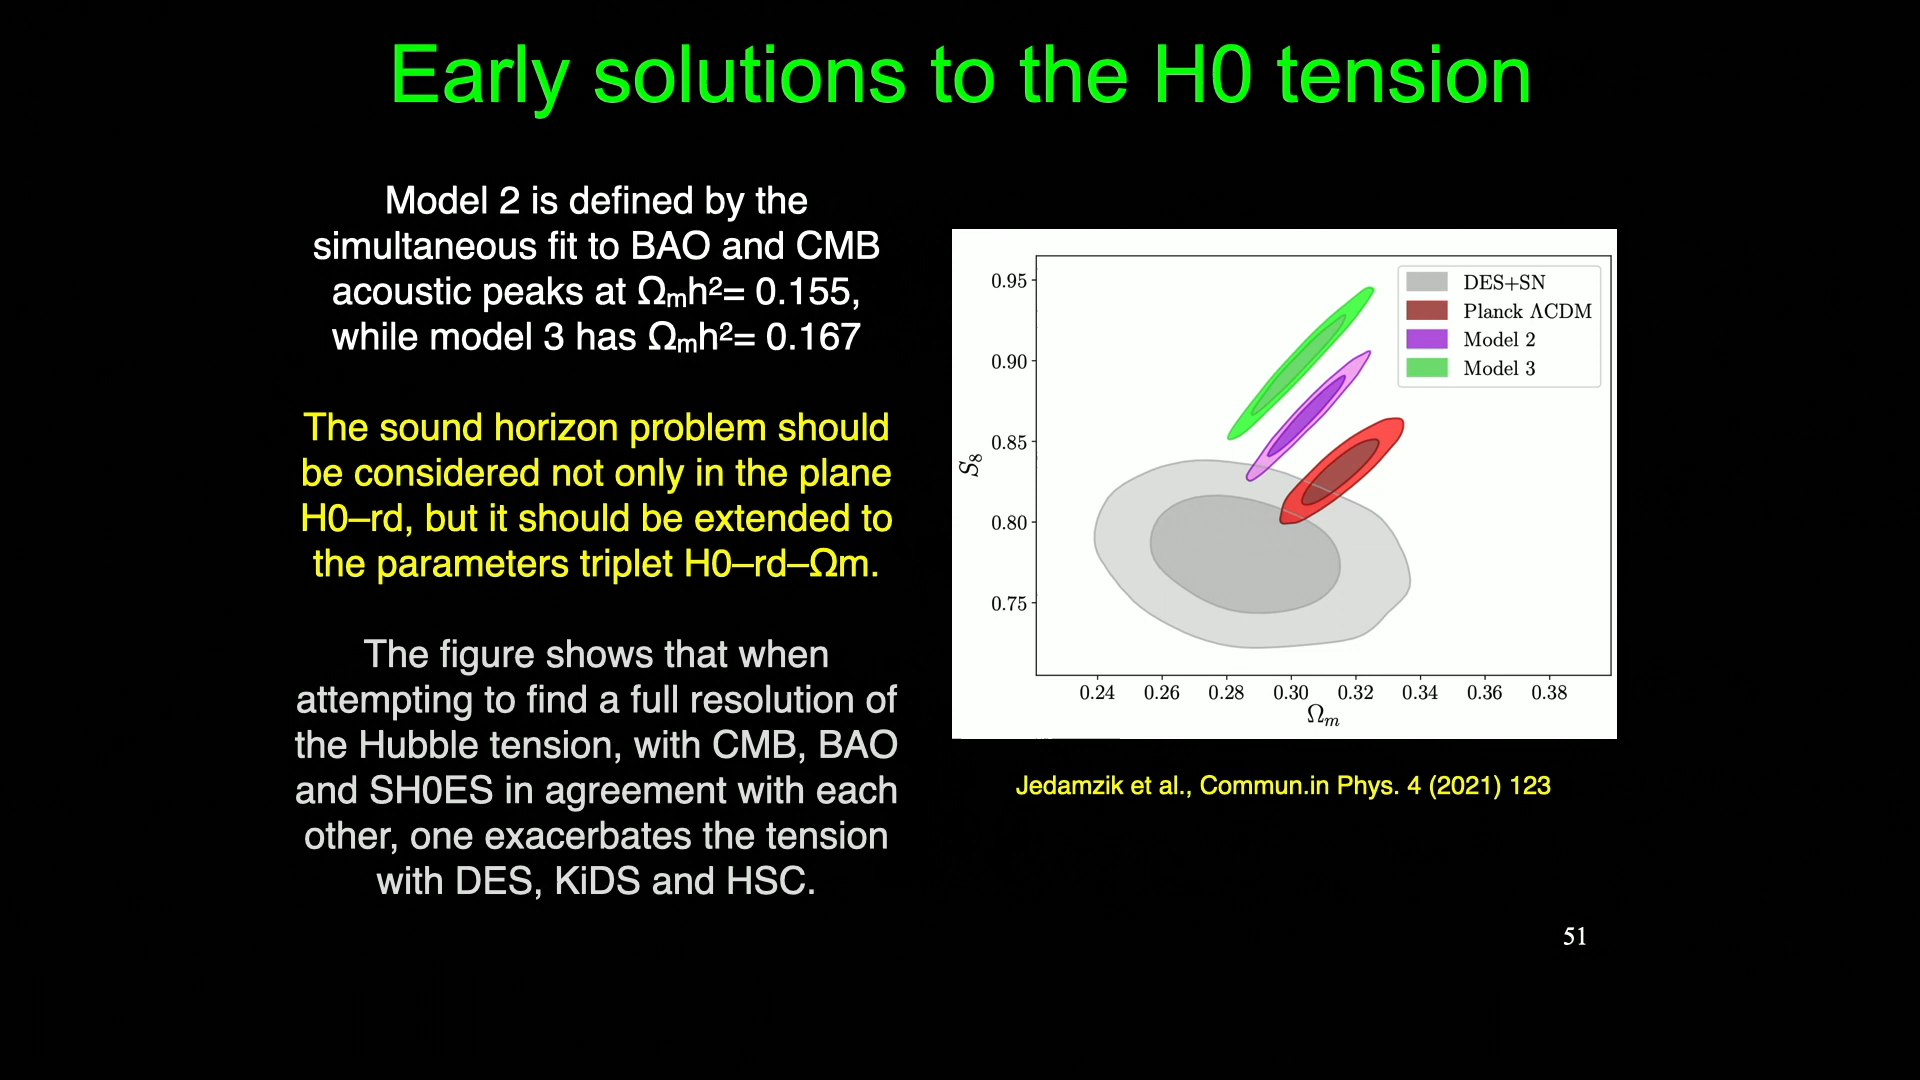 Early solutions to the H0 tension
Model 2 is defined by the
simultaneous fit to BAO and CMB
acoustic peaks at Ωₘh²= 0.155,
while model 3 has Ωₘh²= 0.167
The sound horizon problem should
be considered not only in the plane
H0–rd, but it should be extended to
the parameters triplet H0–rd–Ωm.
The figure shows that when
attempting to find a full resolution of
the Hubble tension, with CMB, BAO
and SH0ES in agreement with each
other, one exacerbates the tension
with DES, KiDS and HSC.
DES+SN
Planck ΛCDM
Model 2
Model 3
0.95
0.90
0.85
0.80
0.75
S₈
0.24 0.26 0.28 0.30 0.32 0.34 0.36 0.38
Ωₘ
Jedamzik et al., Commun.in Phys. 4 (2021) 123
51